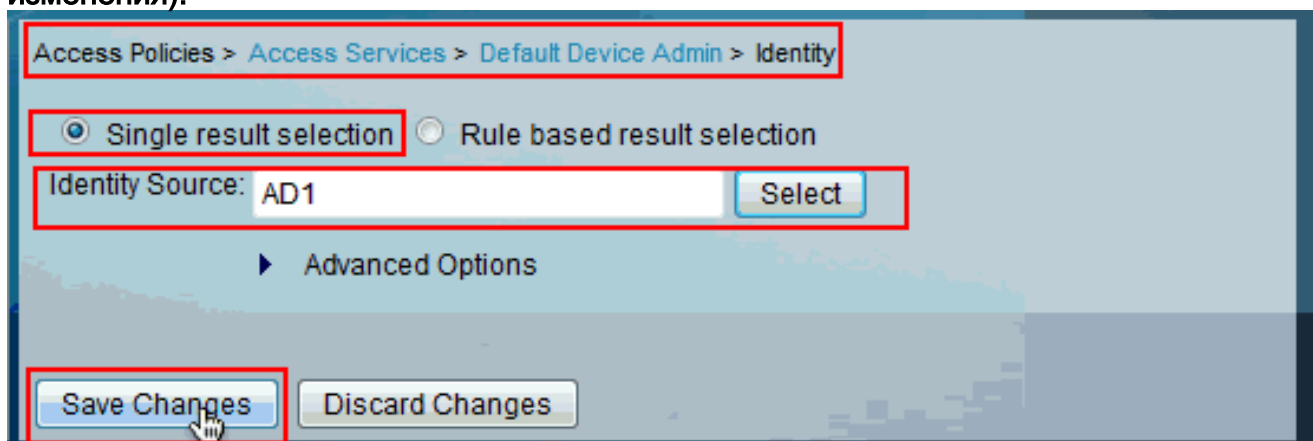 изменения).
Access Policies > Access Services > Default Device Admin > Identity
Single result selection Rule based result selection
Identity Source: AD1 Select
Advanced Options
Save Changes Discard Changes